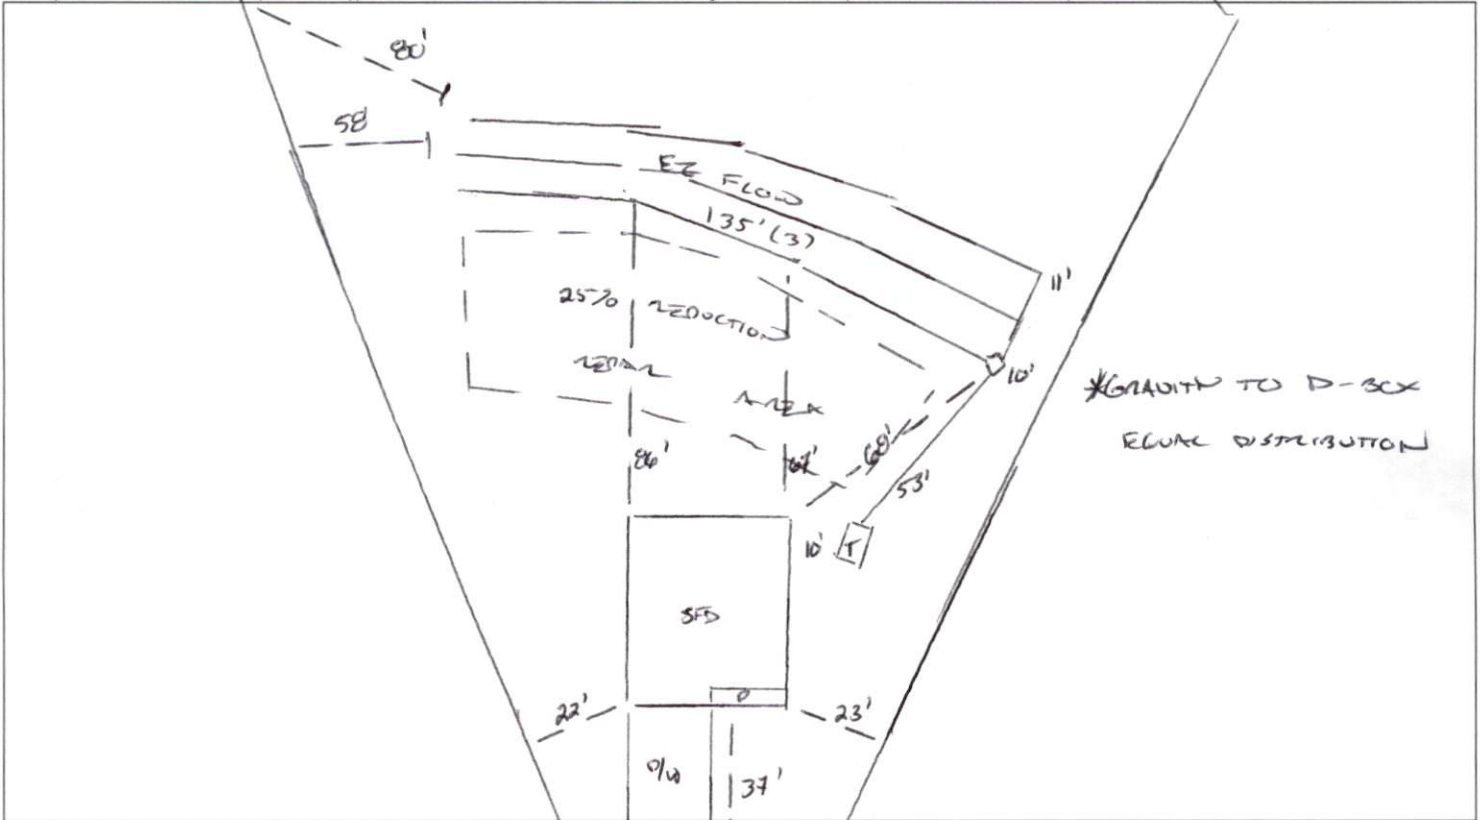 80'
58'
EZ FLOW
135' (3)
11'
25% REDUCTION
REPAIR AREA
10'
*GRAVITY TO D-BOX
EQUAL DISTRIBUTION
86'
60'
53'
10' T
SFD
P
22'
23'
D/W
37'